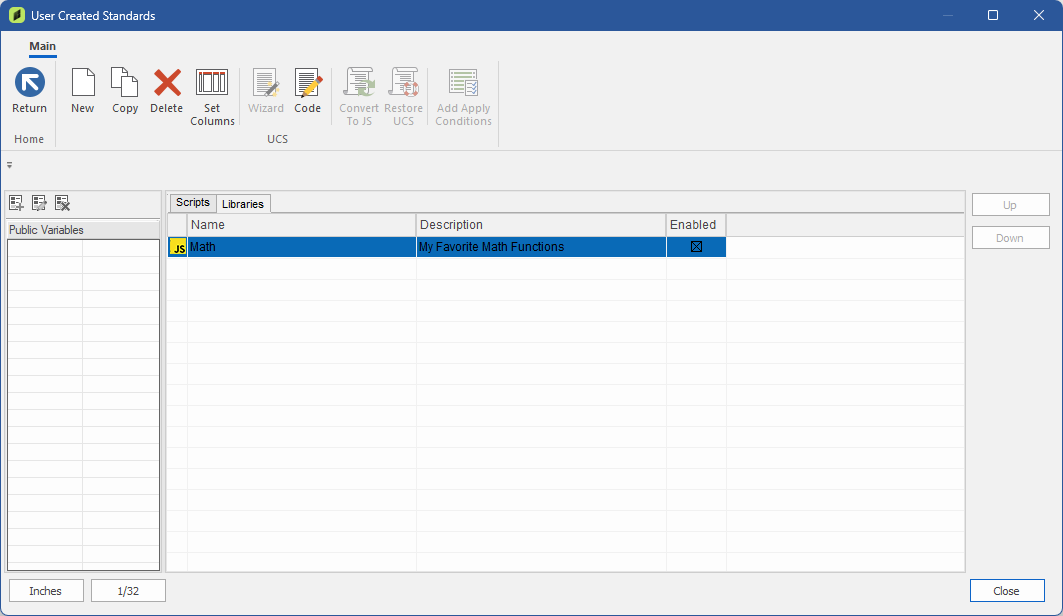 User Created Standards
Main
Return
New
Copy
Delete
Set
Columns
Wizard
Code
Convert
To JS
Restore
UCS
Add Apply
Conditions
Home
UCS
Scripts
Libraries
Up
Down
Public Variables
Name
Description
Enabled
JS
Math
My Favorite Math Functions
Inches
1/32
Close